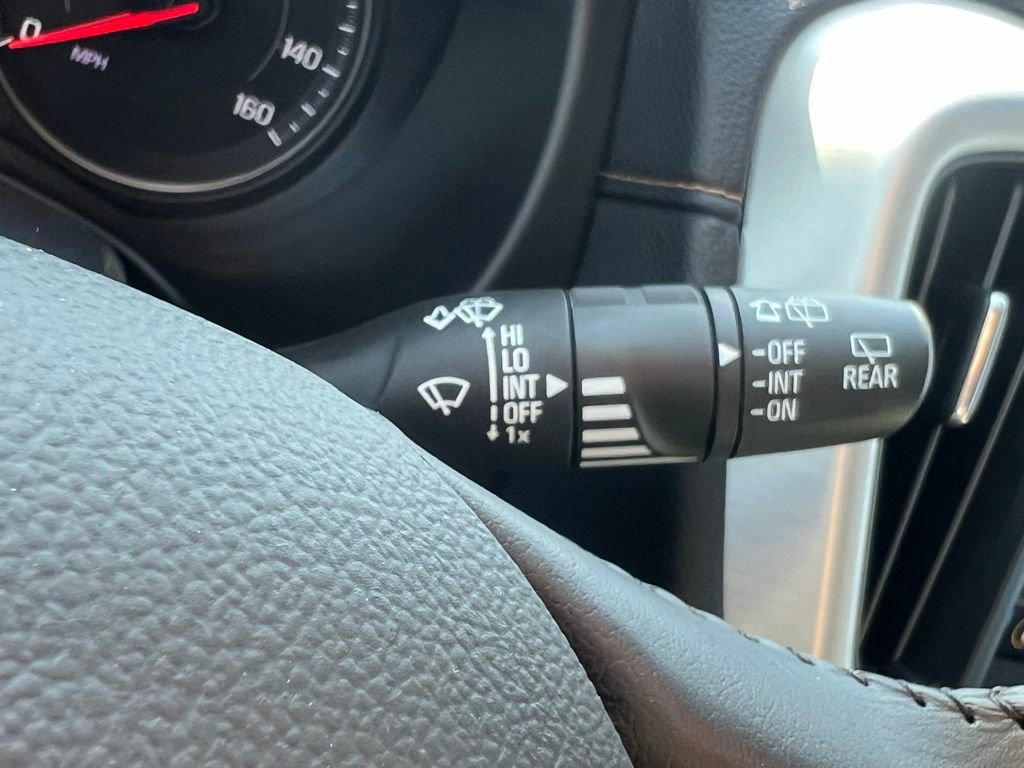 0
MPH
140
160
HI
LO
INT
OFF
1x
-OFF
-INT
-ON
REAR